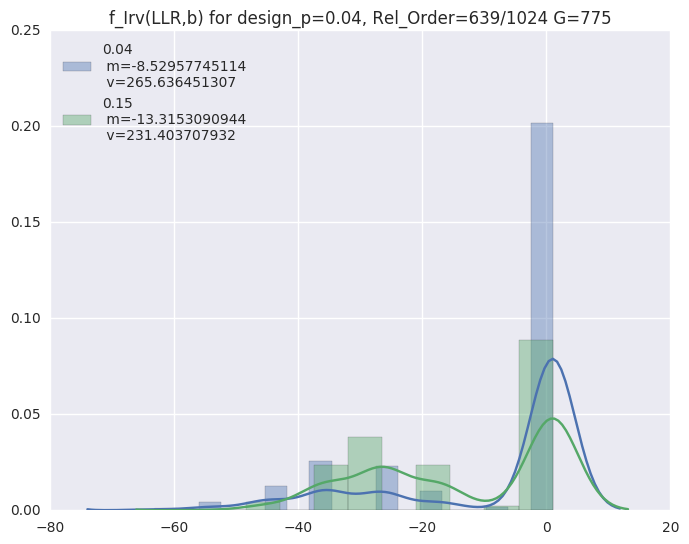 f_Irv(LLR,b) for design_p=0.04, Rel_Order=639/1024 G=775
0.04
m=-8.52957745114
v=265.636451307
0.15
m=-13.3153090944
v=231.403707932
0.25
0.20
0.15
0.10
0.05
0.00
−80
−60
−40
−20
0
20